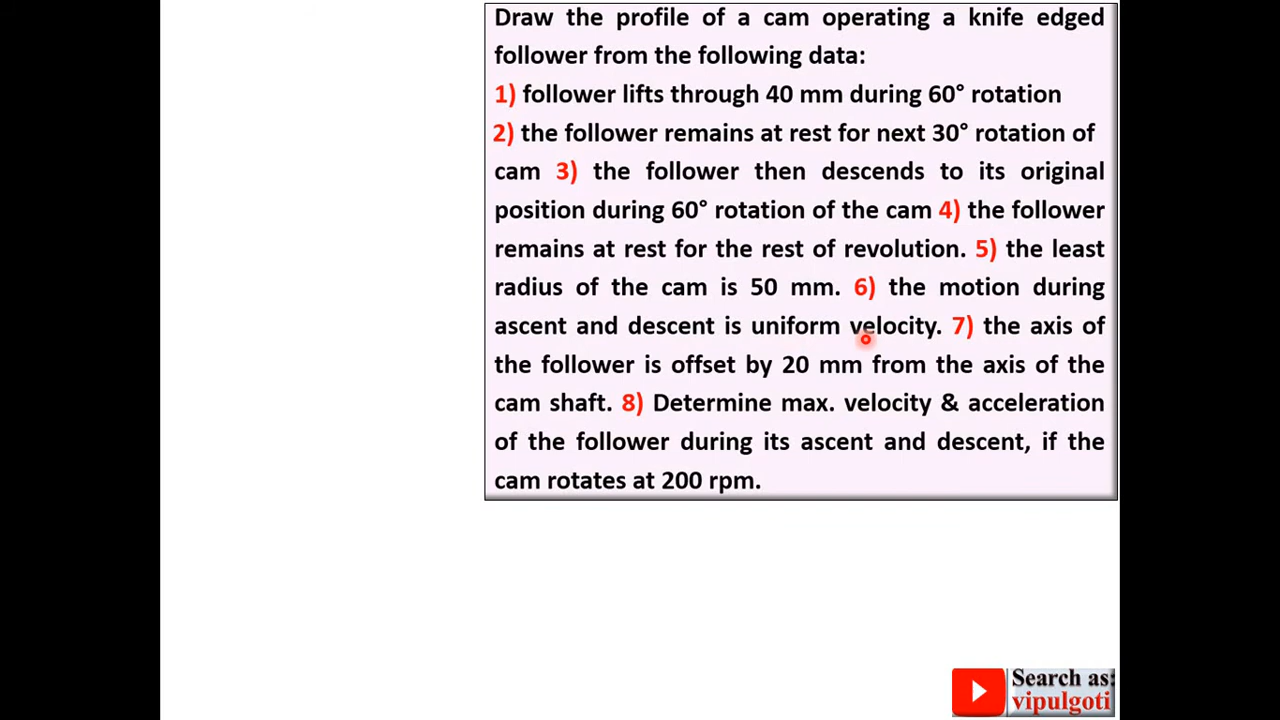 Draw the profile of a cam operating a knife edged
follower from the following data:
1) follower lifts through 40 mm during 60° rotation
2) the follower remains at rest for next 30° rotation of
cam 3) the follower then descends to its original
position during 60° rotation of the cam 4) the follower
remains at rest for the rest of revolution. 5) the least
radius of the cam is 50 mm. 6) the motion during
ascent and descent is uniform velocity. 7) the axis of
the follower is offset by 20 mm from the axis of the
cam shaft. 8) Determine max. velocity & acceleration
of the follower during its ascent and descent, if the
cam rotates at 200 rpm.
Search as:
vipulgoti